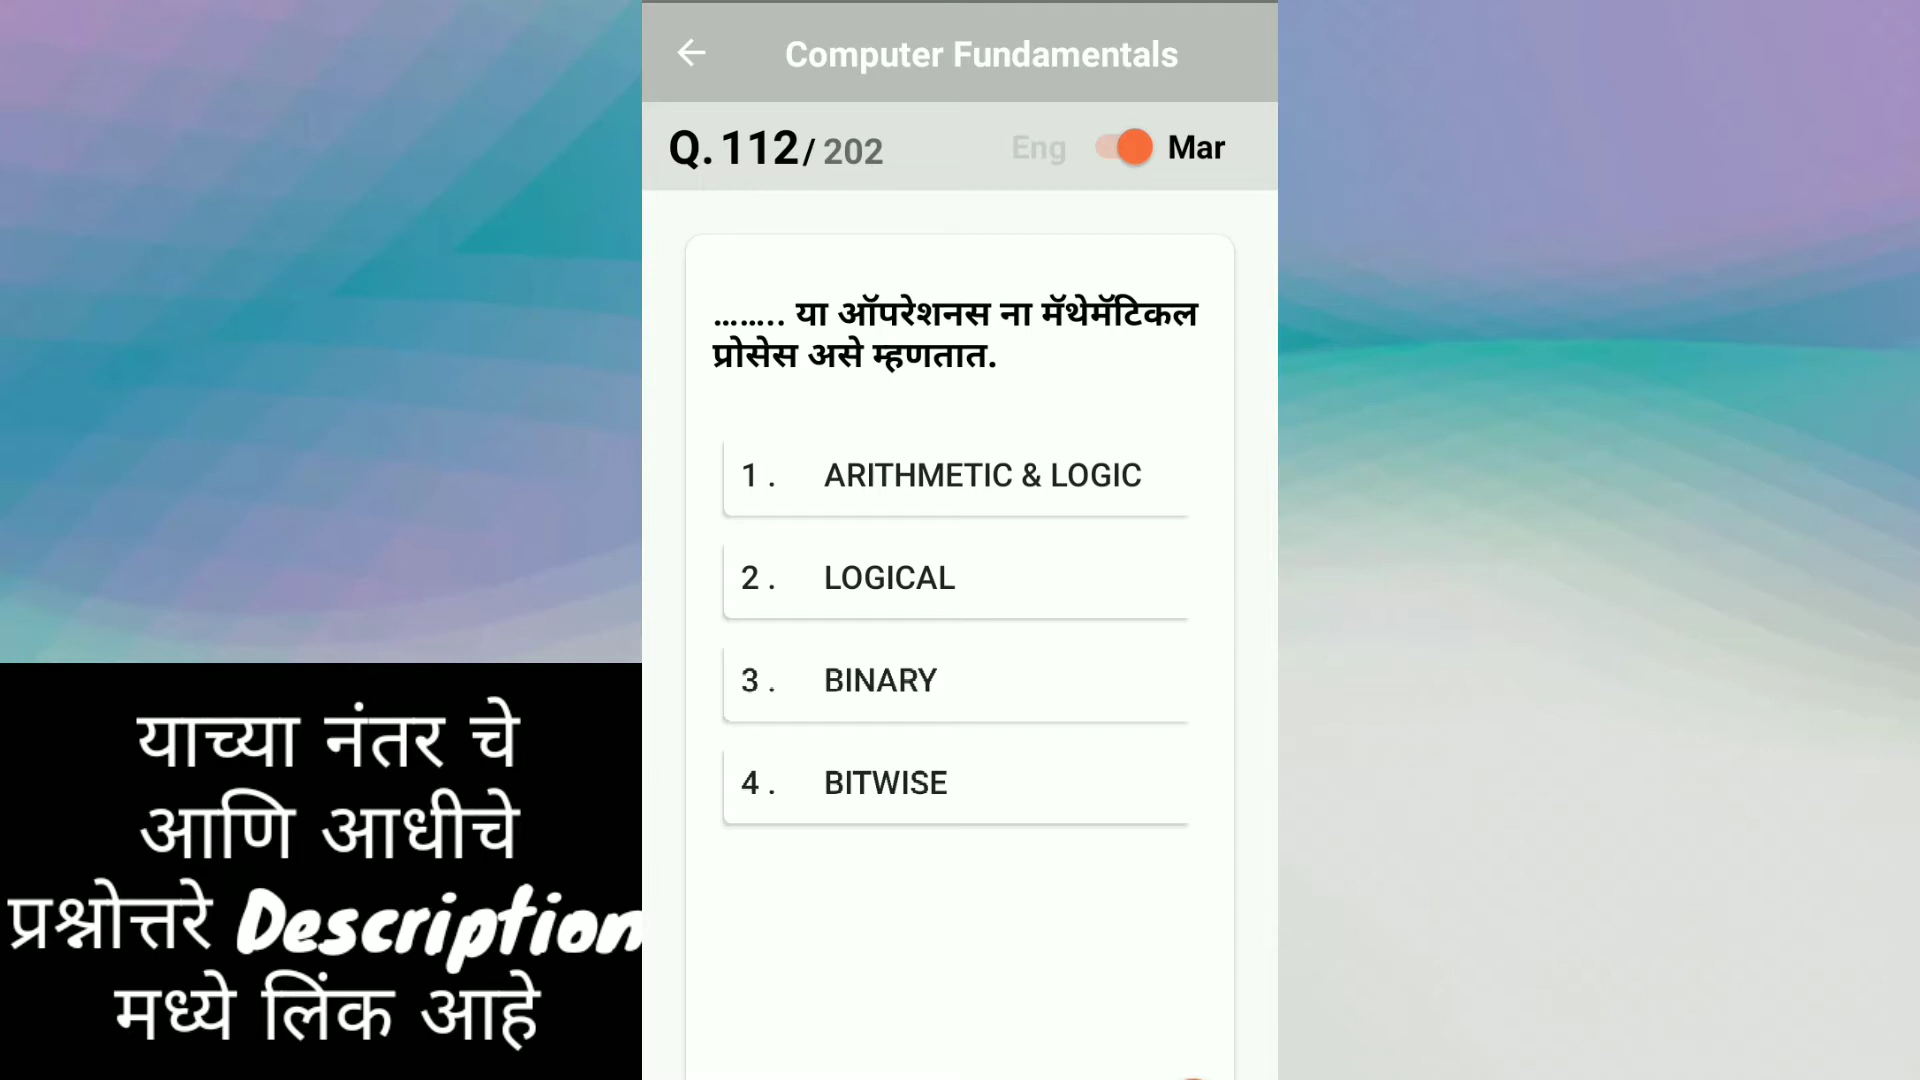 Computer Fundamentals
Q. 112/ 202
Eng Mar
........ या ऑपरेशनस ना मॅथेमॅटिकल
प्रोसेस असे म्हणतात.
1 . ARITHMETIC & LOGIC
2 . LOGICAL
3 . BINARY
4 . BITWISE
याच्या नंतर चे
आणि आधीचे
प्रश्नोत्तरे Description
मध्ये लिंक आहे